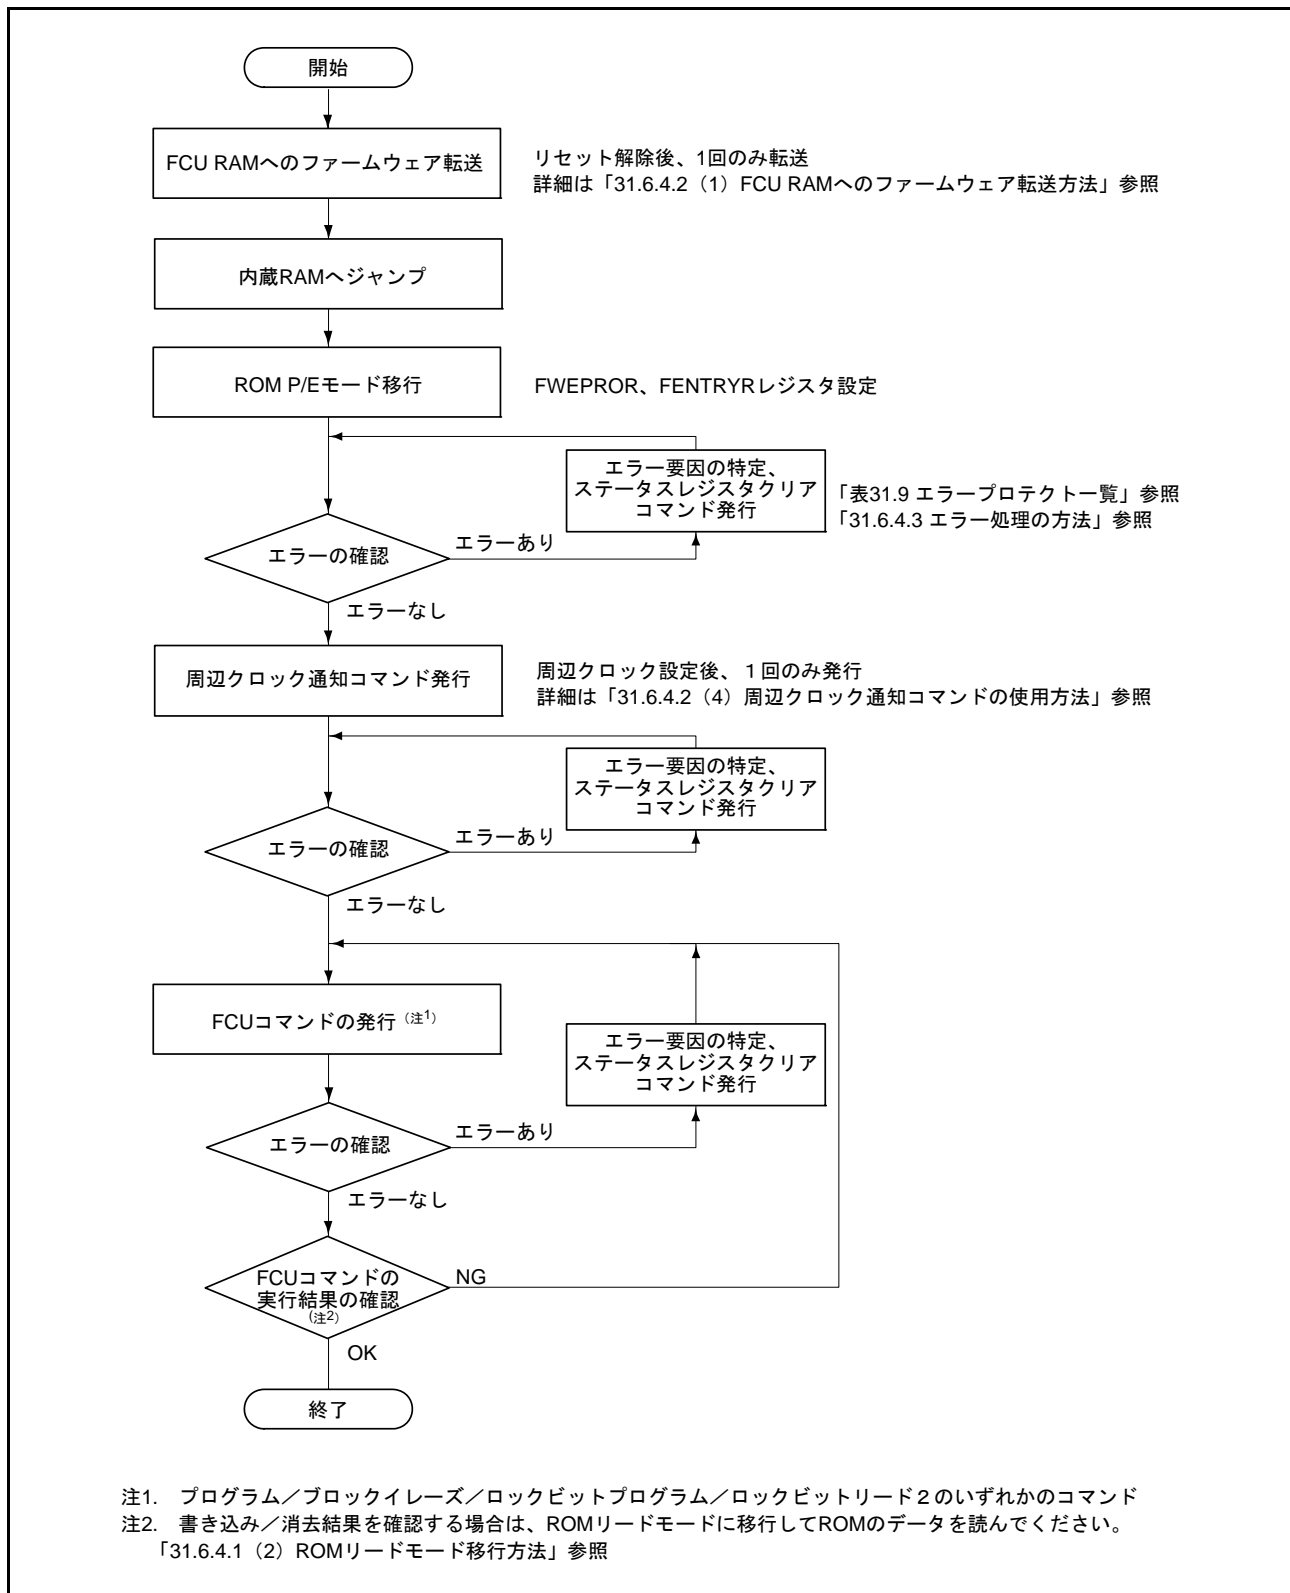 開始
FCU RAMへのファームウェア転送
リセット解除後、1回のみ転送
詳細は「31.6.4.2（1）FCU RAMへのファームウェア転送方法」参照
内蔵RAMへジャンプ
ROM P/Eモード移行
FWEPROR、FENTRYRレジスタ設定
エラー要因の特定、
ステータスレジスタクリア
コマンド発行
「表31.9 エラープロテクト一覧」参照
「31.6.4.3 エラー処理の方法」参照
エラーの確認
エラーあり
エラーなし
周辺クロック通知コマンド発行
周辺クロック設定後、１回のみ発行
詳細は「31.6.4.2（4）周辺クロック通知コマンドの使用方法」参照
エラー要因の特定、
ステータスレジスタクリア
コマンド発行
エラーの確認
エラーあり
エラーなし
FCUコマンドの発行（注1）
エラー要因の特定、
ステータスレジスタクリア
コマンド発行
エラーの確認
エラーあり
エラーなし
FCUコマンドの
実行結果の確認
（注2）
NG
OK
終了
注1. プログラム／ブロックイレーズ／ロックビットプログラム／ロックビットリード２のいずれかのコマンド
注2. 書き込み／消去結果を確認する場合は、ROMリードモードに移行してROMのデータを読んでください。
「31.6.4.1（2）ROMリードモード移行方法」参照